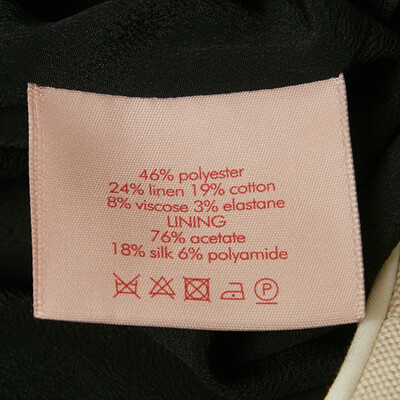 46% polyester
24% linen 19% cotton
8% viscose 3% elastane
LINING
76% acetate
18% silk 6% polyamide
P